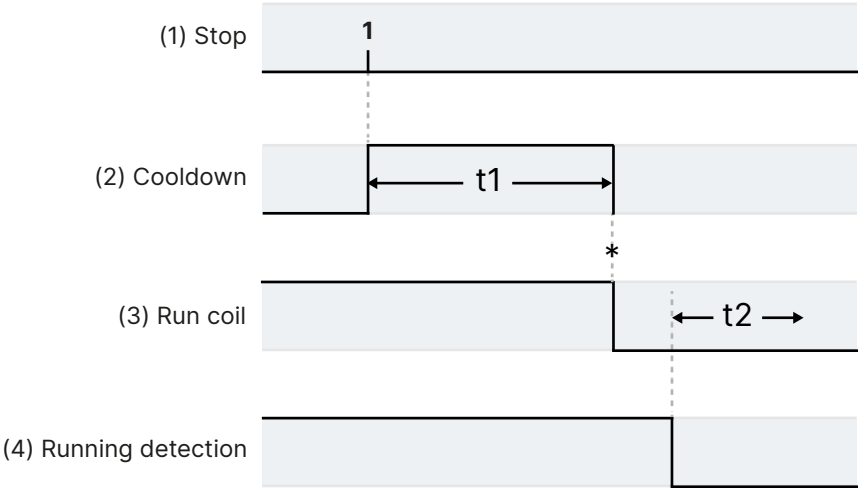 (1) Stop
1
(2) Cooldown
t1
*
(3) Run coil
t2
(4) Running detection